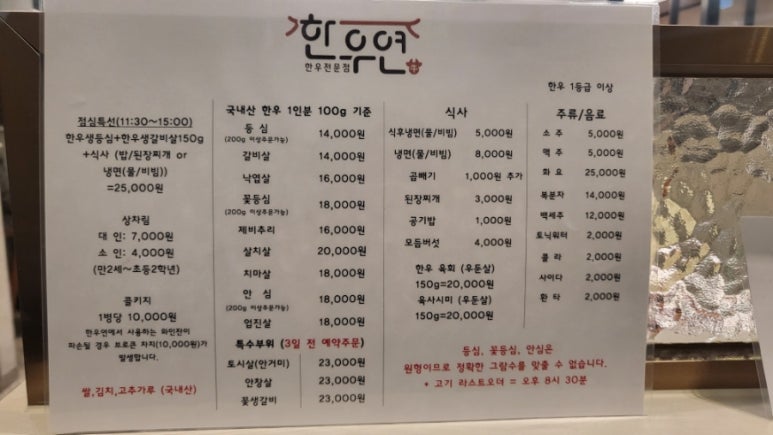 한우연
한우전문점
한우 1등급 이상
점심특선(11:30~15:00)
한우생등심+한우생갈비살150g
+식사 (밥/된장찌개 or
냉면(물/비빔))
=25,000원
상차림
대 인: 7,000원
소 인: 4,000원
(만2세~초등2학년)
콜키지
1병당 10,000원
한우연에서 사용하는 와인잔이
파손될 경우 브로큰 차지(10,000원)가
발생합니다.
쌀,김치,고추가루 (국내산)
국내산 한우 1인분 100g 기준
등 심 14,000원
(200g 이상주문가능)
갈비살 14,000원
낙엽살 16,000원
꽃등심 18,000원
(200g 이상주문가능)
제비추리 16,000원
살치살 20,000원
치마살 18,000원
안 심 18,000원
(200g 이상주문가능)
업진살 18,000원
특수부위 (3일 전 예약주문)
토시살(안거미) 23,000원
안창살 23,000원
꽃생갈비 23,000원
식사
식후냉면(물/비빔) 5,000원
냉면(물/비빔) 8,000원
곱빼기 1,000원 추가
된장찌개 3,000원
공기밥 1,000원
모듬버섯 4,000원
한우 육회 (우둔살)
150g=20,000원
육사시미 (우둔살)
150g=20,000원
주류/음료
소 주 5,000원
맥 주 5,000원
화 요 25,000원
복분자 14,000원
백세주 12,000원
토닉워터 2,000원
콜 라 2,000원
사이다 2,000원
환 타 2,000원
등심, 꽃등심, 안심은
원형이므로 정확한 그람수를 맞출 수 없습니다.
+ 고기 라스트오더 = 오후 8시 30분